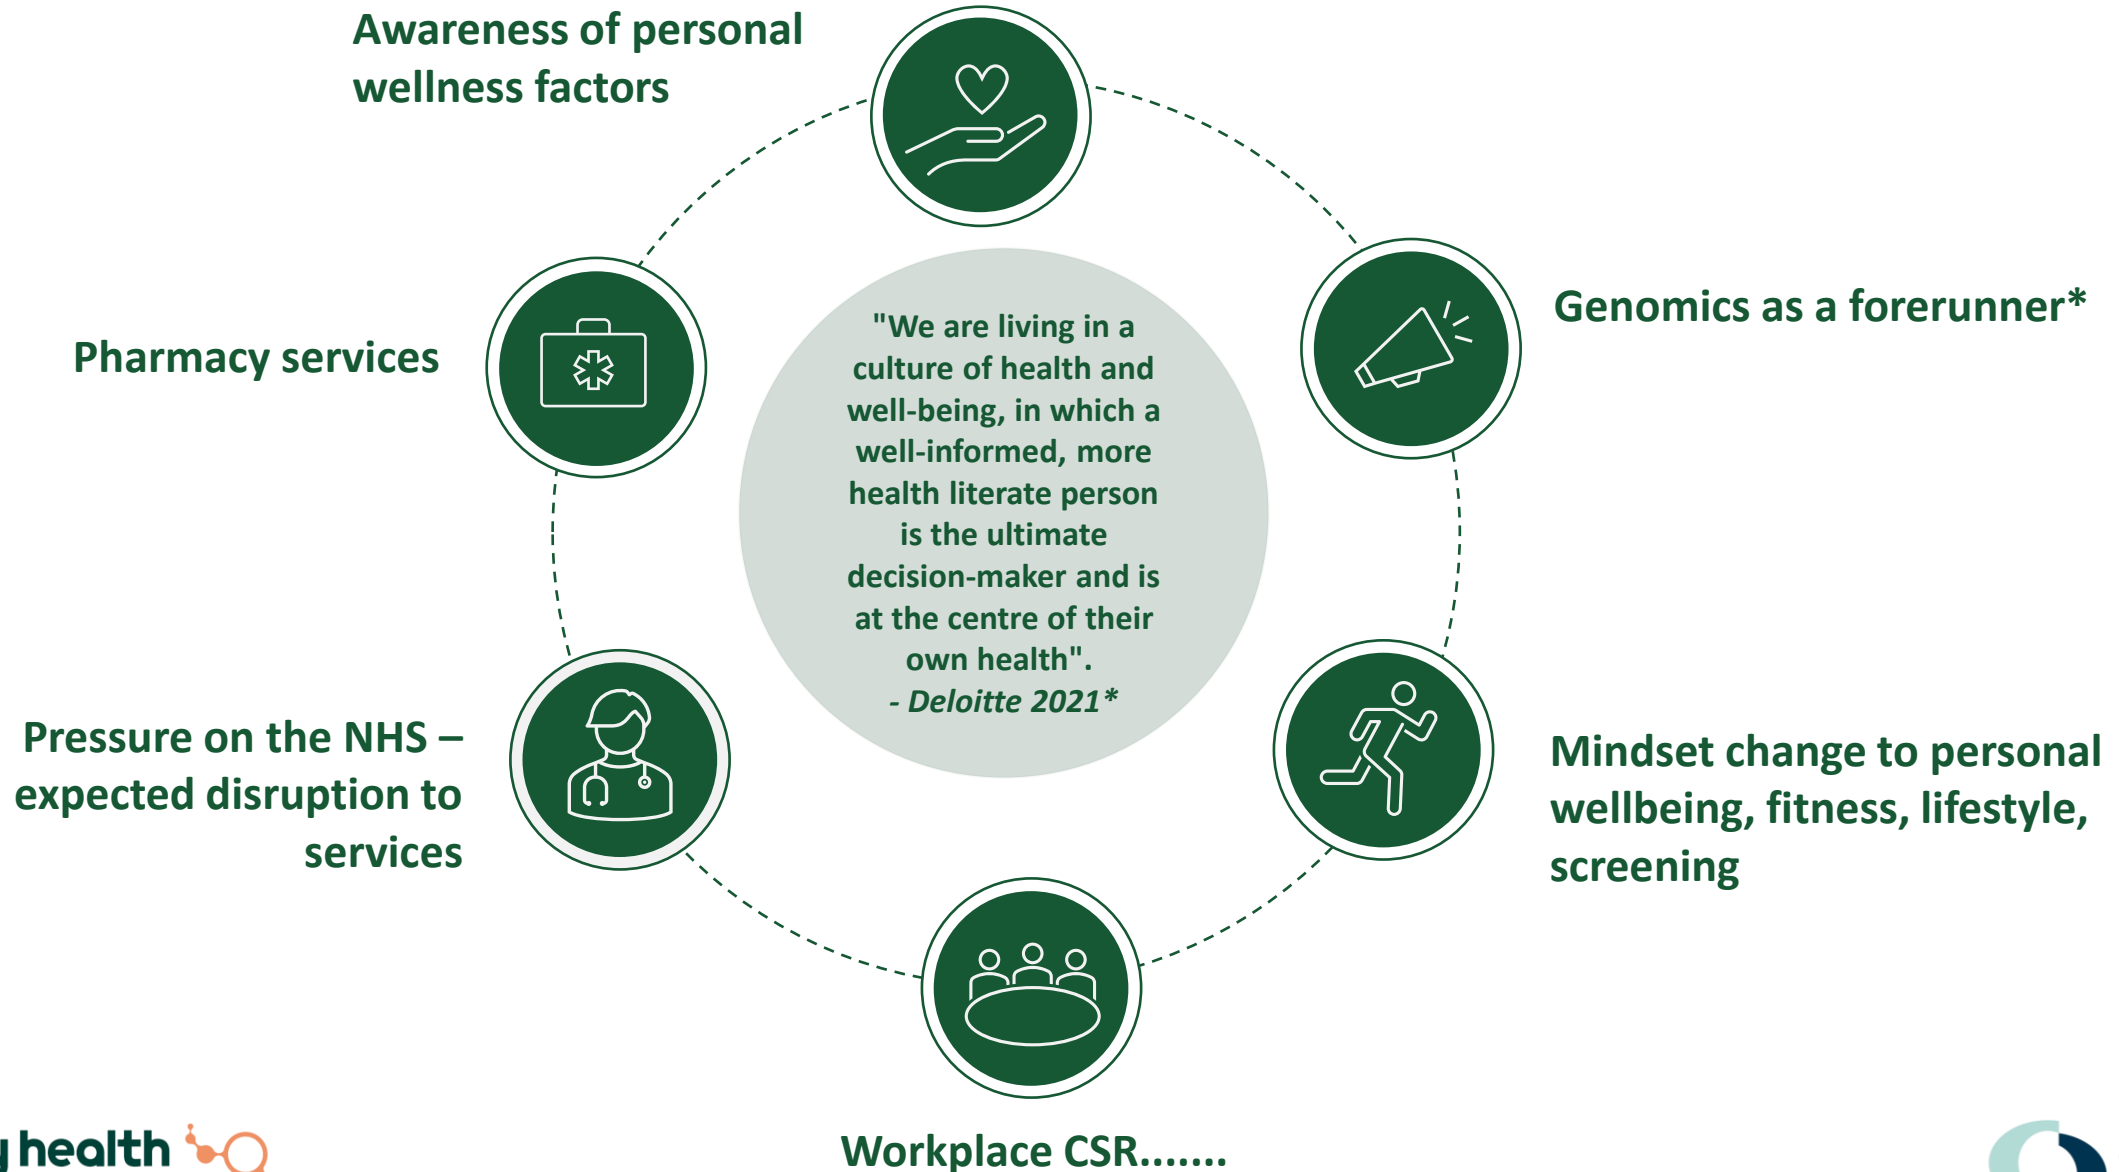 Awareness of personal
wellness factors
Genomics as a forerunner*
Pharmacy services
"We are living in a
culture of health and
well-being, in which a
well-informed, more
health literate person
is the ultimate
decision-maker and is
at the centre of their
own health".
- Deloitte 2021*
Pressure on the NHS –
expected disruption to
services
Mindset change to personal
wellbeing, fitness, lifestyle,
screening
Workplace CSR.......
health